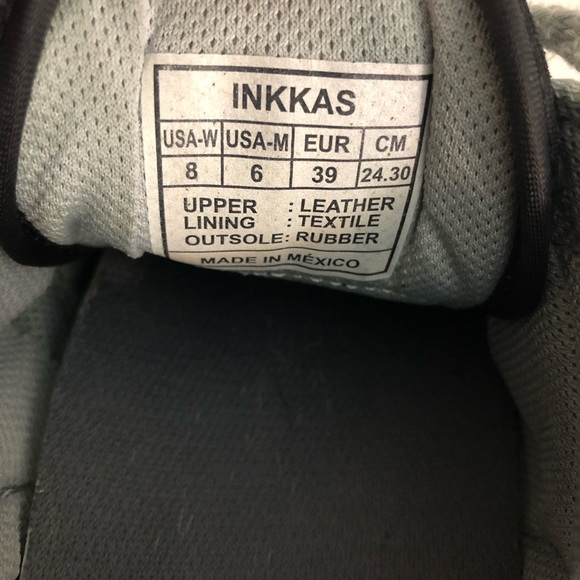 INKKAS
USA-W USA-M EUR CM
8 6 39 24.30
UPPER : LEATHER
LINING : TEXTILE
OUTSOLE: RUBBER
MADE IN MÉXICO